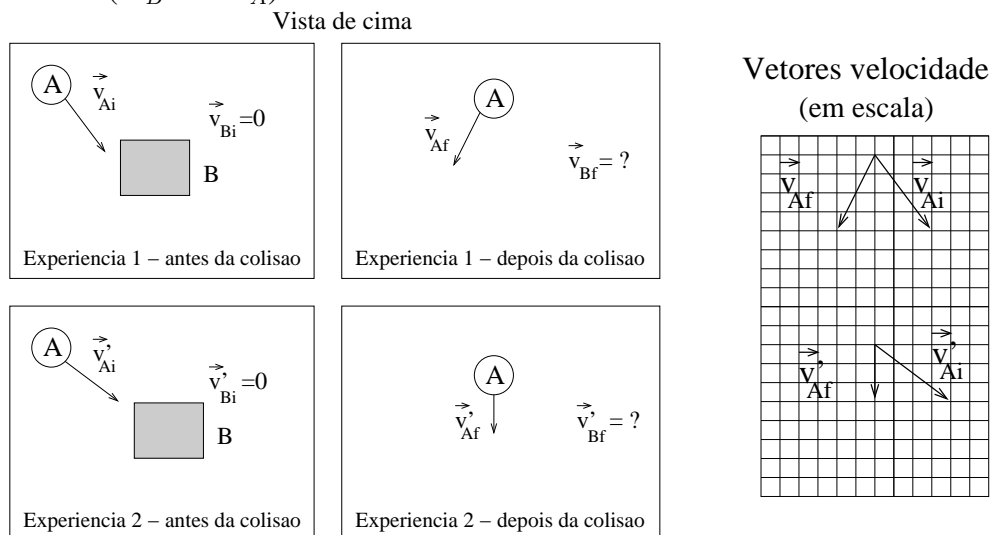 Vista de cima
A
v⃗Ai
v⃗Bi=0
B
Experiencia 1 – antes da colisao
A
v⃗Af
v⃗Bf= ?
Experiencia 1 – depois da colisao
A
v⃗'Ai
v⃗'Bi=0
B
Experiencia 2 – antes da colisao
A
v⃗'Af
v⃗'Bf= ?
Experiencia 2 – depois da colisao
Vetores velocidade
(em escala)
v⃗Af
v⃗Ai
v⃗'Af
v⃗'Ai